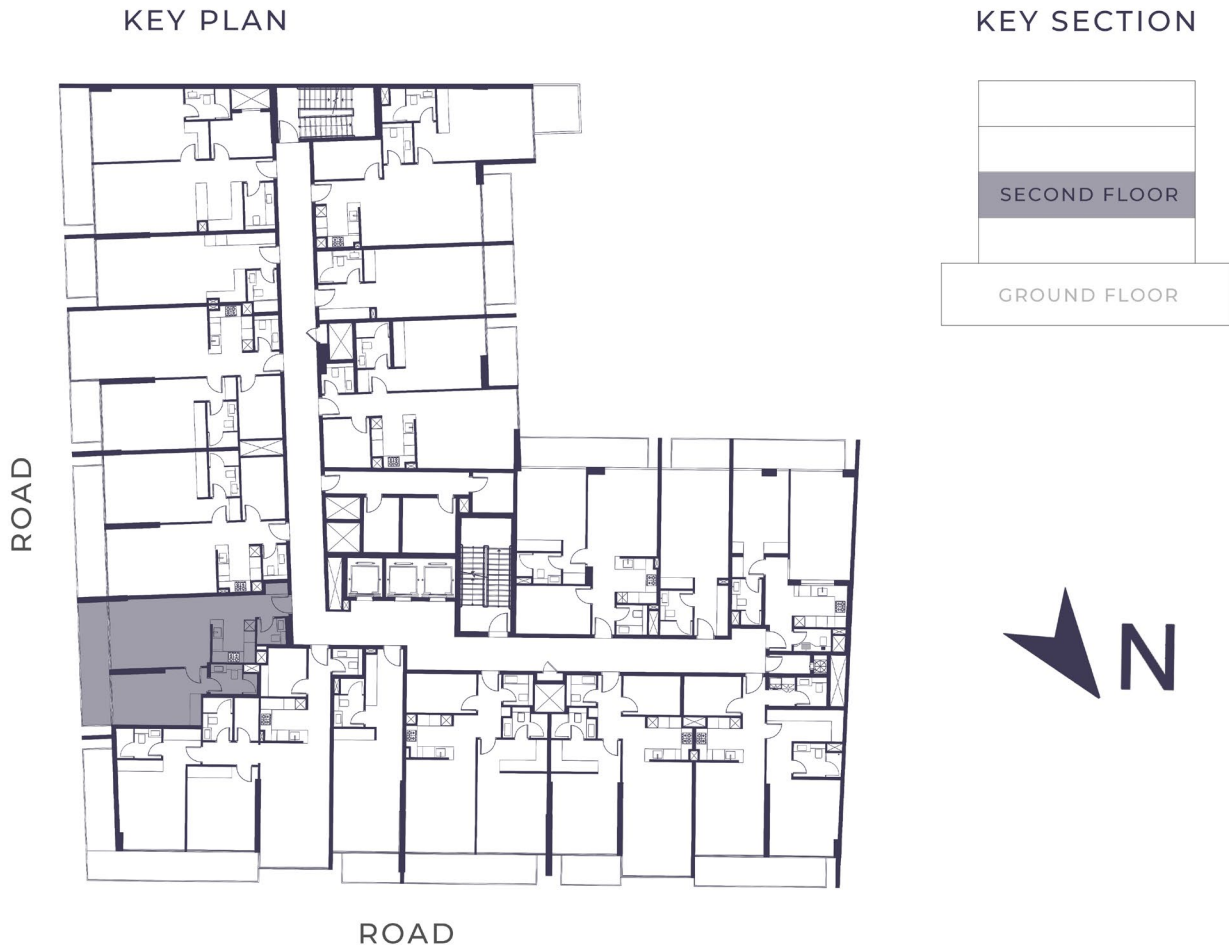 KEY PLAN
KEY SECTION
SECOND FLOOR
GROUND FLOOR
ROAD
N
ROAD